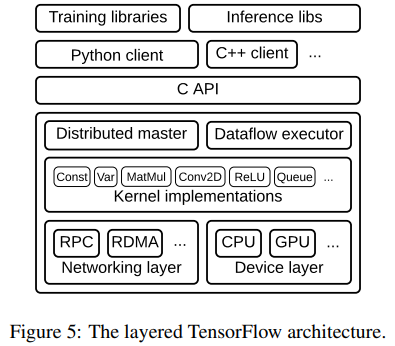 Training libraries Inference libs
Python client C++ client ...
C API
Distributed master Dataflow executor
Const Var MatMul Conv2D ReLU Queue ...
Kernel implementations
RPC RDMA ... CPU GPU ...
Networking layer Device layer
Figure 5: The layered TensorFlow architecture.